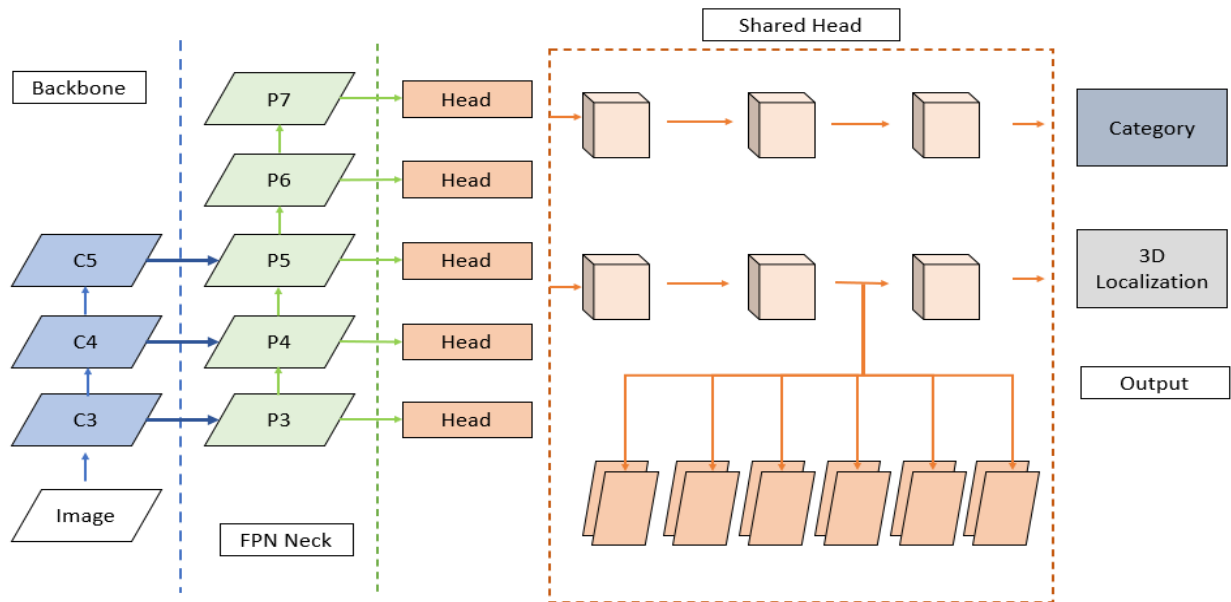 Shared Head
Backbone
P7
Head
Category
P6
Head
C5
P5
Head
3D
Localization
C4
P4
Head
Output
C3
P3
Head
Image
FPN Neck